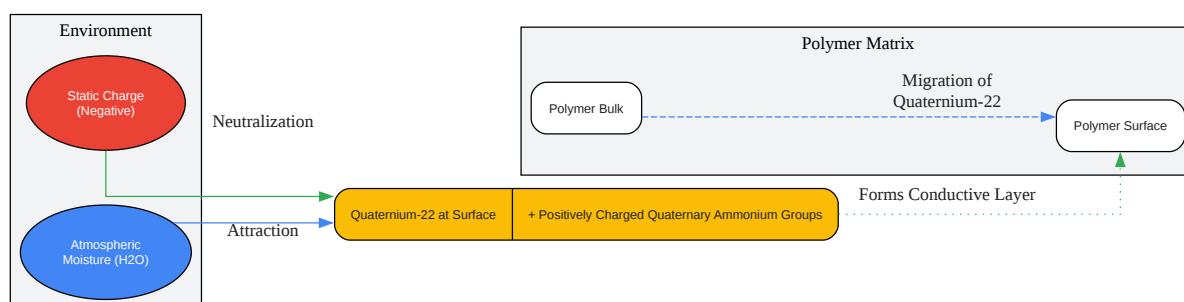 Environment
Static Charge
(Negative)
Neutralization
Atmospheric
Moisture (H2O)
Attraction
Quaternium-22 at Surface
+ Positively Charged Quaternary Ammonium Groups
Polymer Matrix
Polymer Bulk
Migration of
Quaternium-22
Polymer Surface
Forms Conductive Layer